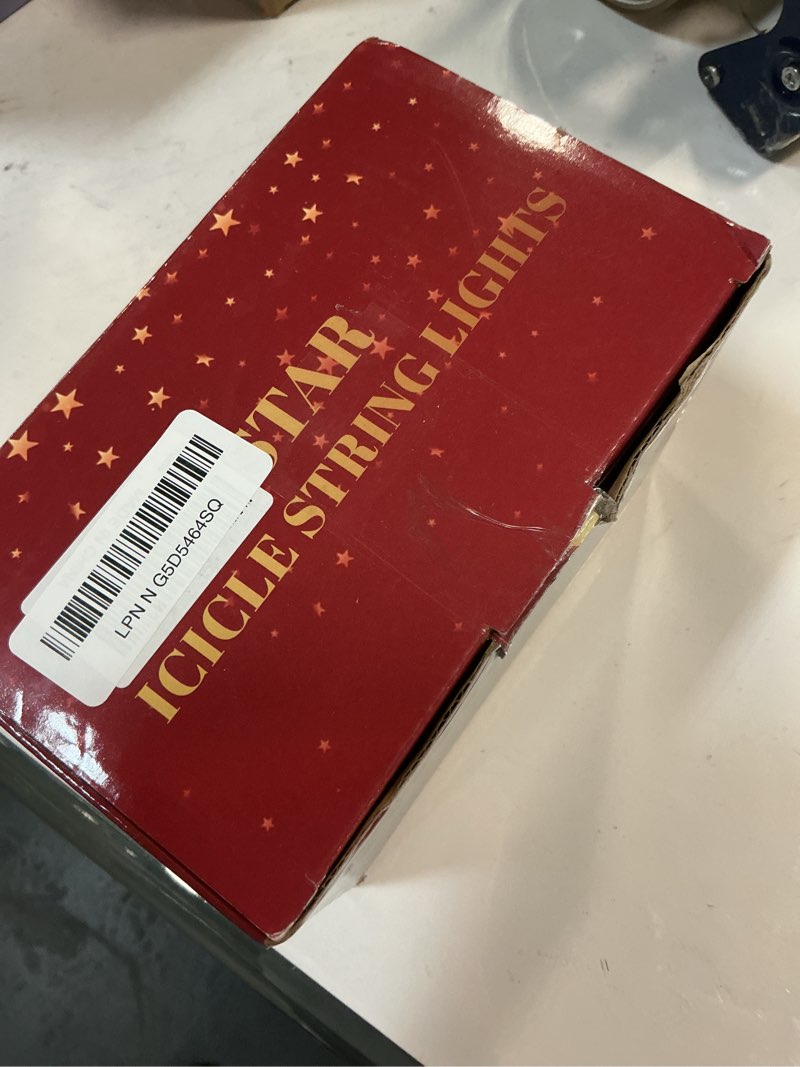 STAR
ICICLE STRING LIGHTS
LPN N G5D5464SQ